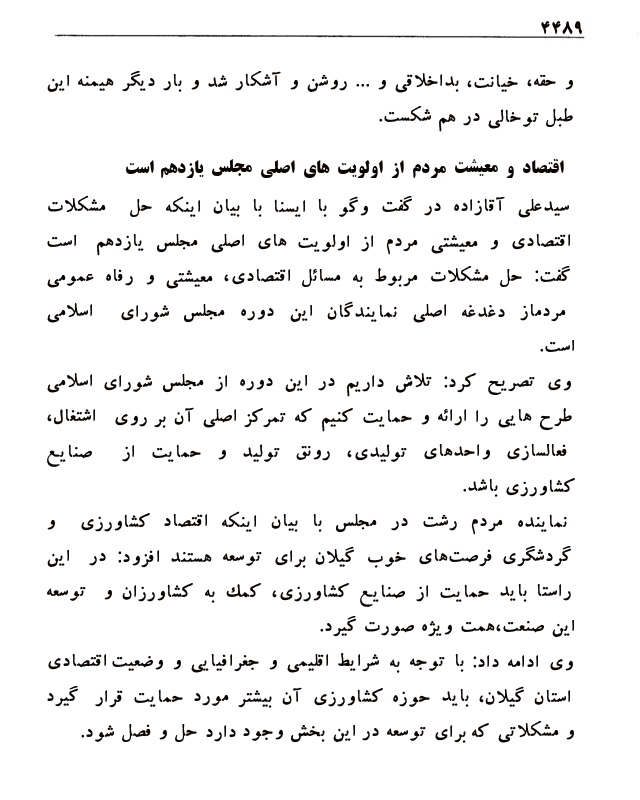 ۴۴۸۹
و حقه، خیانت، بداخلاقی و ... روشن و آشکار شد و بار دیگر هیمنه این
طبل توخالی در هم شکست.
اقتصاد و معیشت مردم از اولویت های اصلی مجلس یازدهم است
سیدعلی آقازاده در گفت وگو با ایسنا با بیان اینکه حل مشکلات
اقتصادی و معیشتی مردم از اولویت های اصلی مجلس یازدهم است
گفت: حل مشکلات مربوط به مسائل اقتصادی، معیشتی و رفاه عمومی
مردماز دغدغه اصلی نمایندگان این دوره مجلس شورای اسلامی
است.
وی تصریح کرد: تلاش داریم در این دوره از مجلس شورای اسلامی
طرح هایی را ارائه و حمایت کنیم که تمرکز اصلی آن بر روی اشتغال،
فعالسازی واحدهای تولیدی، رونق تولید و حمایت از صنایع
کشاورزی باشد.
نماینده مردم رشت در مجلس با بیان اینکه اقتصاد کشاورزی و
گردشگری فرصت‌های خوب گیلان برای توسعه هستند افزود: در این
راستا باید حمایت از صنایع کشاورزی، کمک به کشاورزان و توسعه
این صنعت،همت ویژه صورت گیرد.
وی ادامه داد: با توجه به شرایط اقلیمی و جغرافیایی و وضعیت اقتصادی
استان گیلان، باید حوزه کشاورزی آن بیشتر مورد حمایت قرار گیرد
و مشکلاتی که برای توسعه در این بخش وجود دارد حل و فصل شود.